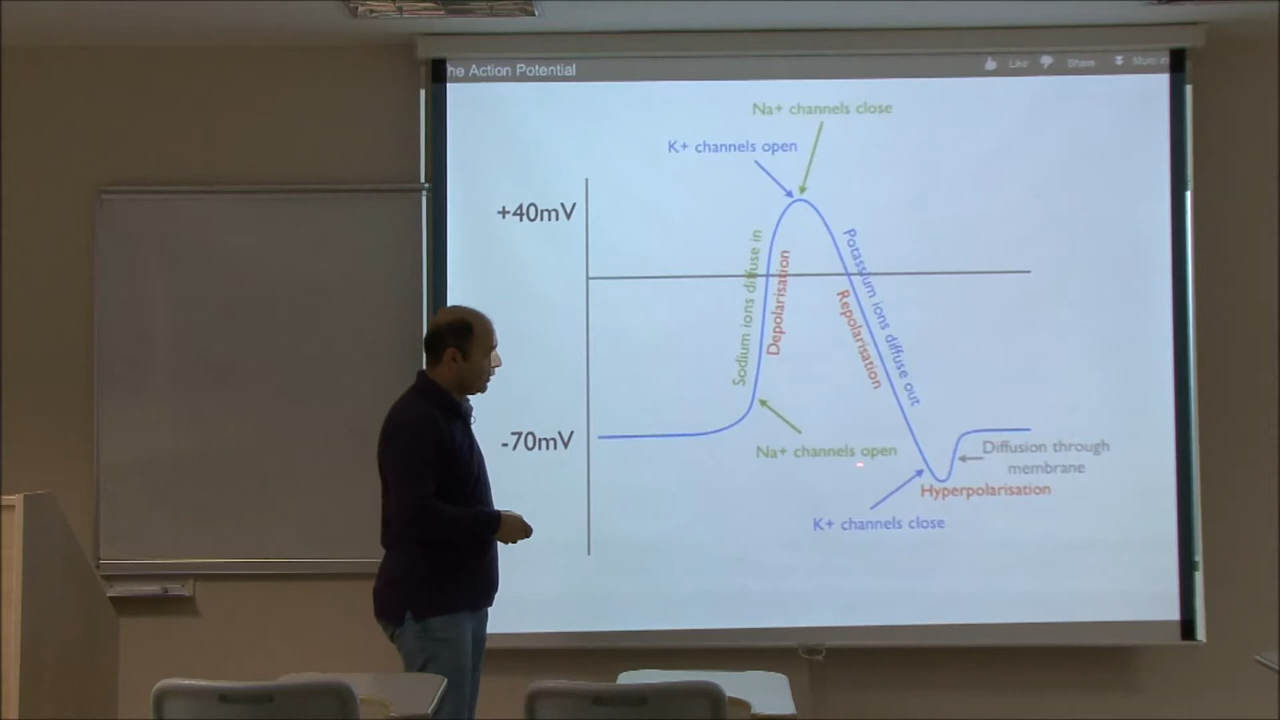 he Action Potential
Like
Share
Na+ channels close
K+ channels open
+40mV
Sodium ions diffuse in
Depolarisation
Potassium ions diffuse out
Repolarisation
-70mV
Na+ channels open
Diffusion through
membrane
Hyperpolarisation
K+ channels close